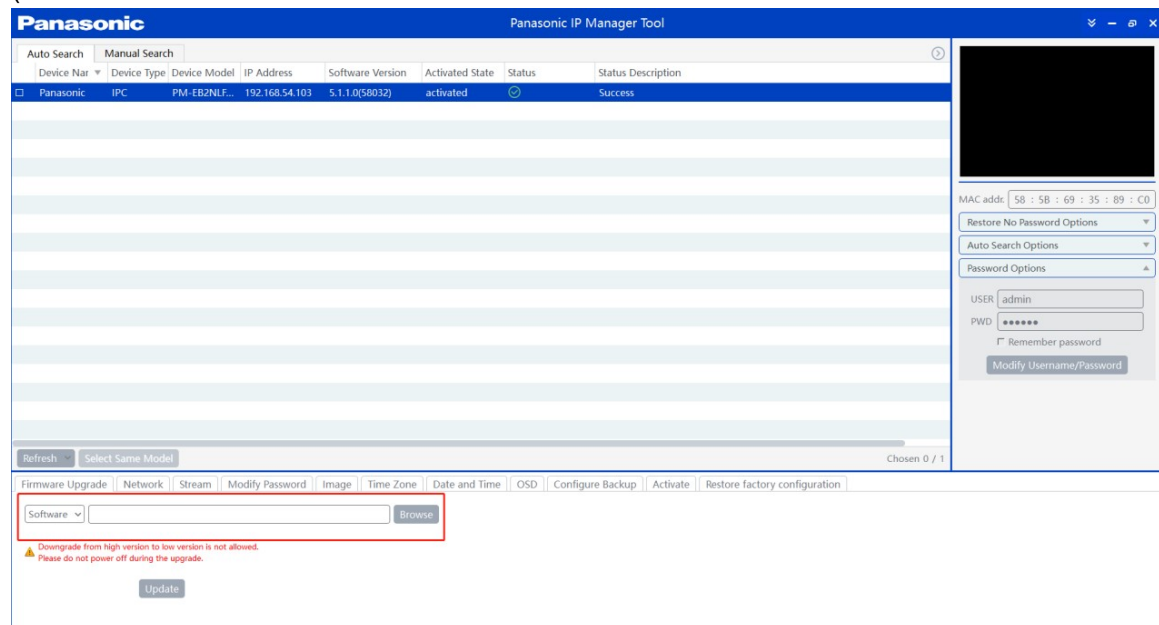 Panasonic Panasonic IP Manager Tool
Auto Search Manual Search
Device Nar Device Type Device Model IP Address Software Version Activated State Status Status Description
Panasonic IPC PM-EB2NLF... 192.168.54.103 5.1.1.0(58032) activated Success
MAC addr. 58 : 5B : 69 : 35 : 89 : C0
Restore No Password Options
Auto Search Options
Password Options
USER admin
PWD ●●●●●●
Remember password
Modify Username/Password
Refresh Select Same Model Chosen 0 / 1
Firmware Upgrade Network Stream Modify Password Image Time Zone Date and Time OSD Configure Backup Activate Restore factory configuration
Software Browse
Downgrade from high version to low version is not allowed.
Please do not power off during the upgrade.
Update